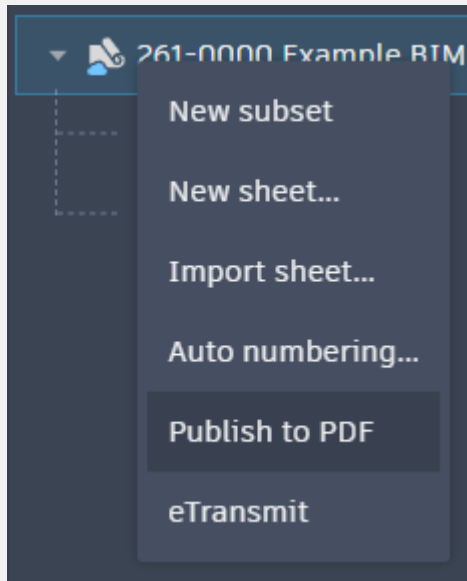 261-0000 Example BIM
New subset
New sheet...
Import sheet...
Auto numbering...
Publish to PDF
eTransmit